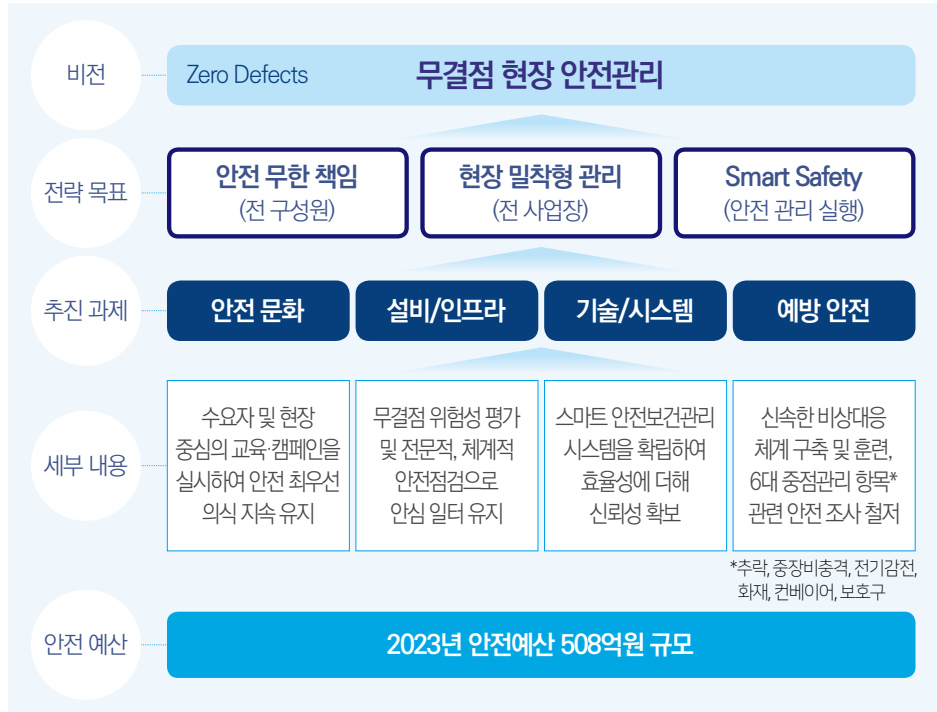 비전
Zero Defects 무결점 현장 안전관리
전략 목표
안전 무한 책임
(전 구성원)
현장 밀착형 관리
(전 사업장)
Smart Safety
(안전 관리 실행)
추진 과제
안전 문화
설비/인프라
기술/시스템
예방 안전
세부 내용
수요자 및 현장
중심의 교육·캠페인을
실시하여 안전 최우선
의식 지속 유지
무결점 위험성 평가
및 전문적, 체계적
안전점검으로
안심 일터 유지
스마트 안전보건관리
시스템을 확립하여
효율성에 더해
신뢰성 확보
신속한 비상대응
체계 구축 및 훈련,
6대 중점관리 항목*
관련 안전 조사 철저
*추락, 중장비충격, 전기감전,
화재, 컨베이어, 보호구
안전 예산
2023년 안전예산 508억원 규모